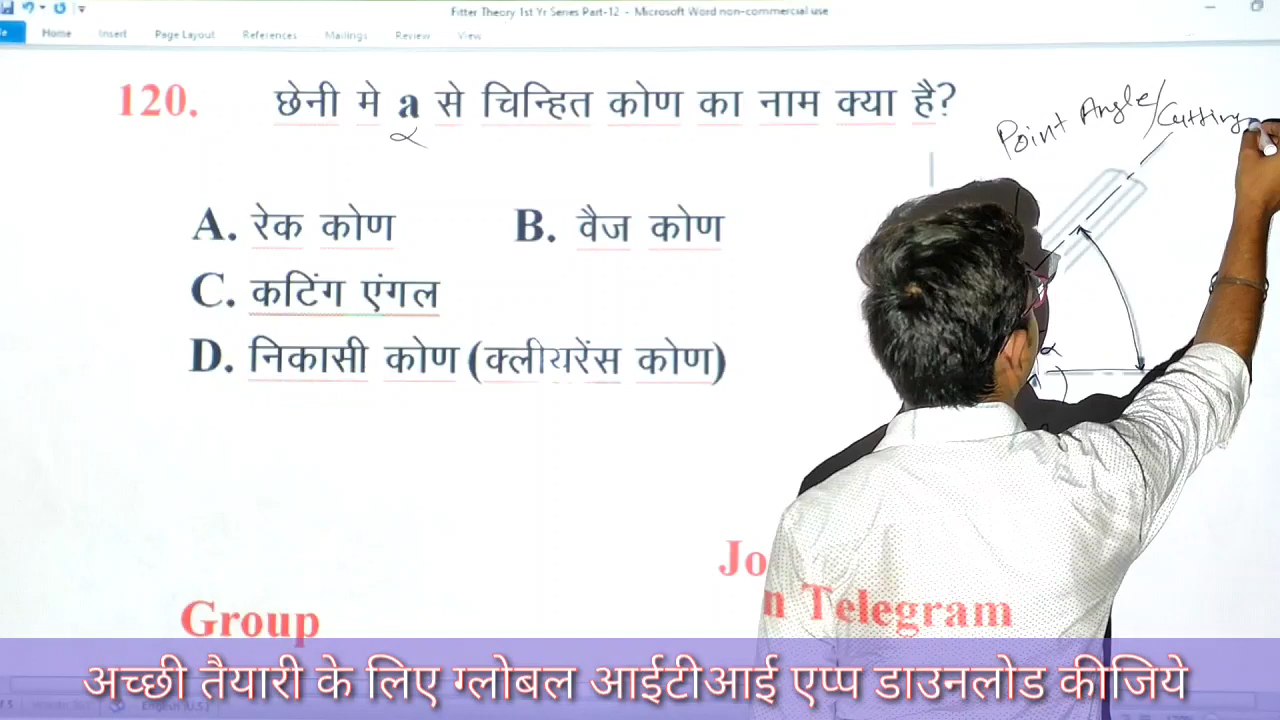 Fitter Theory 1st Yr Series Part-12 - Microsoft Word non-commercial use
Home Insert Page Layout References Mailings Review View
120. छेनी मे a से चिन्हित कोण का नाम क्या है?
α
Point Angle/
Cutting
A. रेक कोण B. वैज कोण
C. कटिंग एंगल
D. निकासी कोण (क्लीयरेंस कोण)
α
Jo
n Telegram
Group
अच्छी तैयारी के लिए ग्लोबल आईटीआई एप्प डाउनलोड कीजिये
English (U.S.)